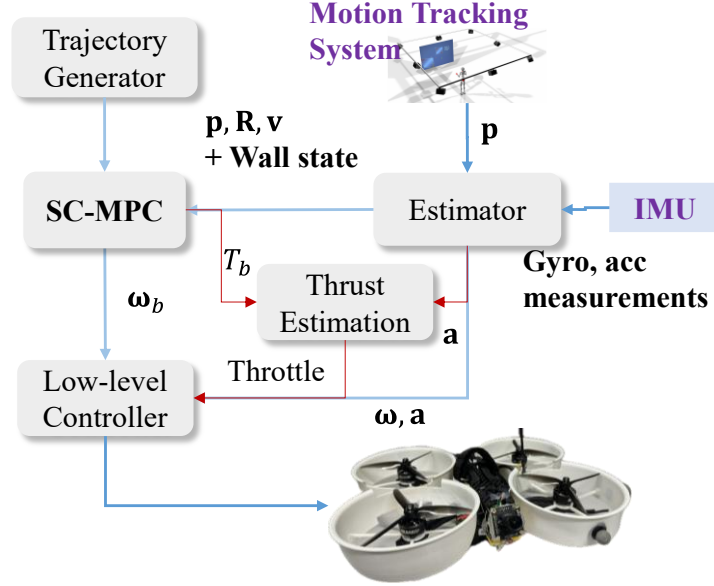 Motion Tracking
System
Trajectory
Generator
p, R, v
+ Wall state
p
SC-MPC
Estimator
IMU
Gyro, acc
measurements
T_b
Thrust
Estimation
a
ω_b
Throttle
Low-level
Controller
ω, a